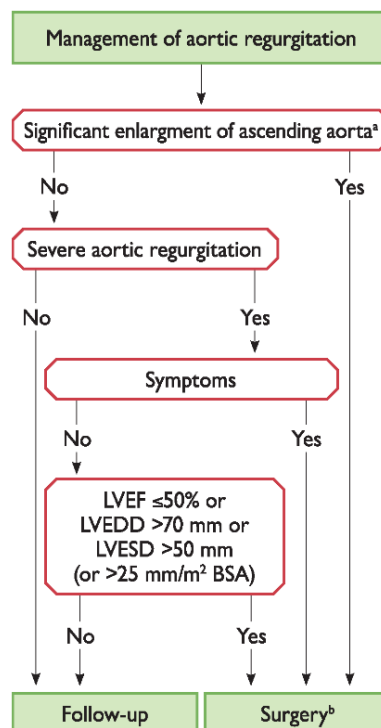 Management of aortic regurgitation
Significant enlargment of ascending aortaᵃ
No
Yes
Severe aortic regurgitation
No
Yes
Symptoms
No
Yes
LVEF ≤50% or
LVEDD >70 mm or
LVESD >50 mm
(or >25 mm/m² BSA)
No
Yes
Follow-up
Surgeryᵇ